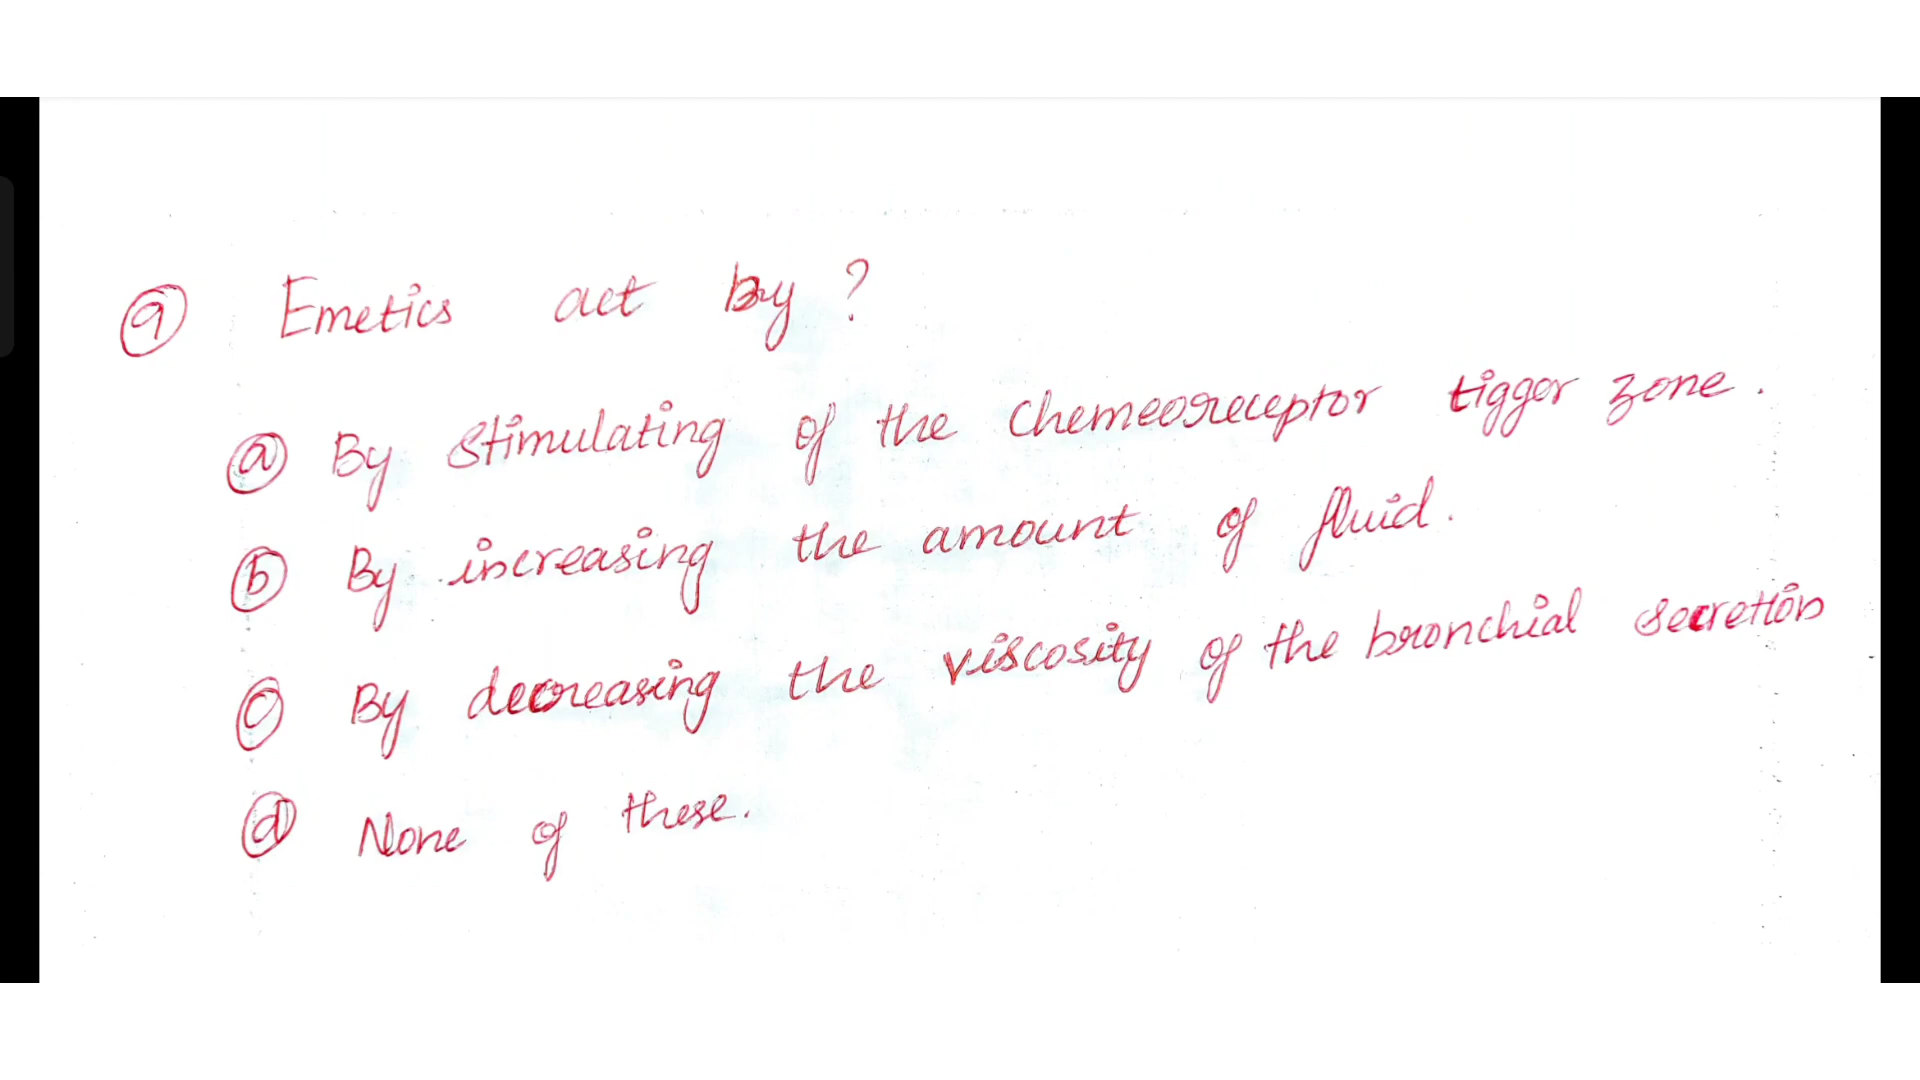 9 Emetics act by ?
a By stimulating of the chemeoreceptor tigger zone.
b By increasing the amount of fluid.
c By decreasing the viscosity of the bronchial secretion
d None of these.